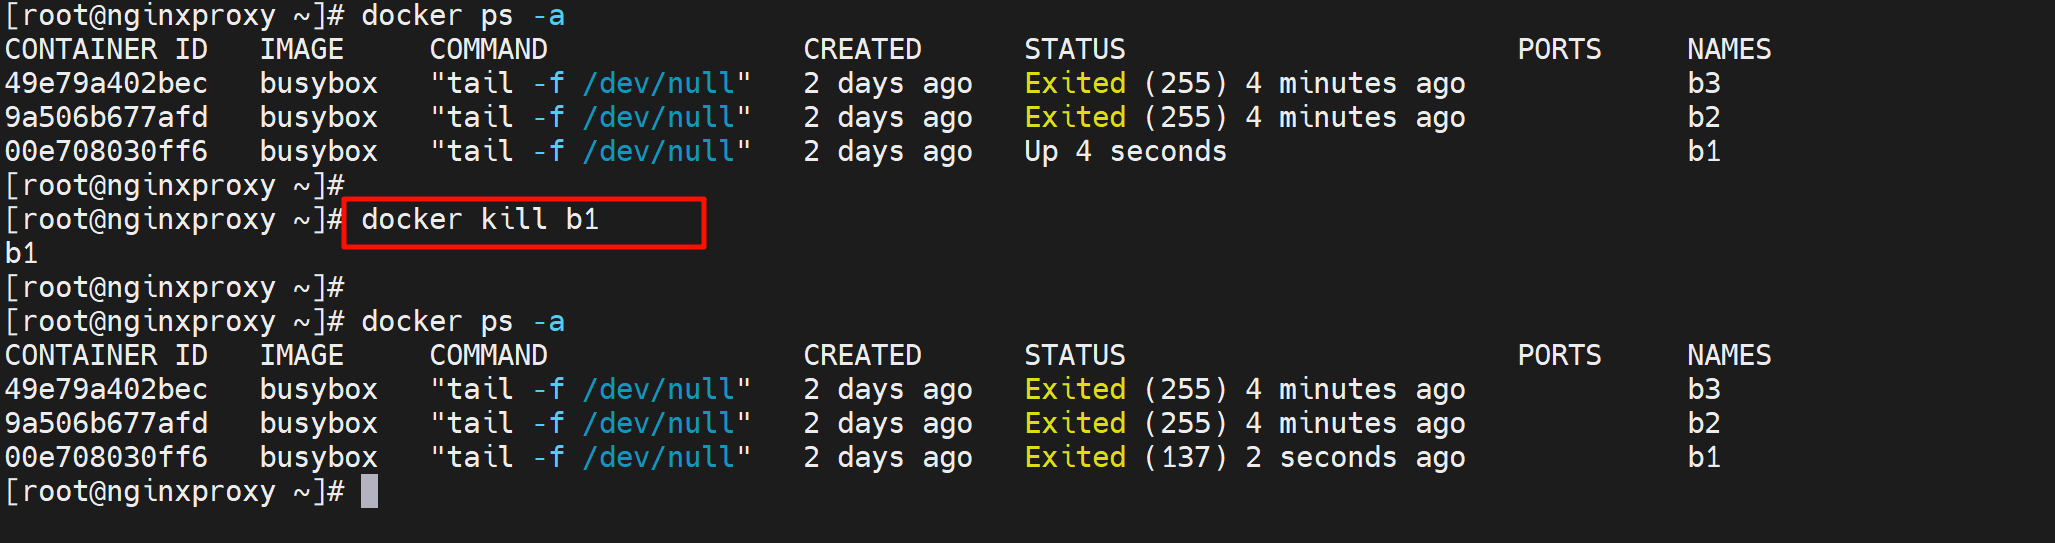 [root@nginxproxy ~]# docker ps -a
CONTAINER ID   IMAGE     COMMAND               CREATED      STATUS                       PORTS     NAMES
49e79a402bec   busybox   "tail -f /dev/null"   2 days ago   Exited (255) 4 minutes ago             b3
9a506b677afd   busybox   "tail -f /dev/null"   2 days ago   Exited (255) 4 minutes ago             b2
00e708030ff6   busybox   "tail -f /dev/null"   2 days ago   Up 4 seconds                           b1
[root@nginxproxy ~]#
[root@nginxproxy ~]# docker kill b1
b1
[root@nginxproxy ~]#
[root@nginxproxy ~]# docker ps -a
CONTAINER ID   IMAGE     COMMAND               CREATED      STATUS                       PORTS     NAMES
49e79a402bec   busybox   "tail -f /dev/null"   2 days ago   Exited (255) 4 minutes ago             b3
9a506b677afd   busybox   "tail -f /dev/null"   2 days ago   Exited (255) 4 minutes ago             b2
00e708030ff6   busybox   "tail -f /dev/null"   2 days ago   Exited (137) 2 seconds ago             b1
[root@nginxproxy ~]#